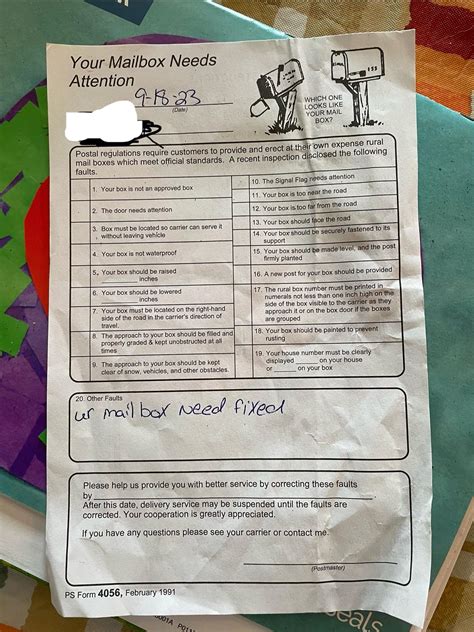 Your Mailbox Needs
Attention
9-18-23
(Date)
WHICH ONE
LOOKS LIKE
YOUR MAIL
BOX?
Postal regulations require customers to provide and erect at their own expense rural
mail boxes which meet official standards. A recent inspection disclosed the following
faults.
1. Your box is not an approved box
2. The door needs attention
3. Box must be located so carrier can serve it
without leaving vehicle
4. Your box is not waterproof
5. Your box should be raised
inches
6. Your box should be lowered
inches
7. Your box must be located on the right-hand
side of the road in the carrier's direction of
travel.
8. The approach to your box should be filled and
properly graded & kept unobstructed at all
times
9. The approach to your box should be kept
clear of snow, vehicles, and other obstacles.
10. The Signal Flag needs attention
11. Your box is too near the road
12. Your box is too far from the road
13. Your box should face the road
14. Your box should be securely fastened to its
support
15. Your box should be made level, and the post
firmly planted
16. A new post for your box should be provided
17. The rural box number must be printed in
numerals not less than one inch high on the
side of the box visible to the carrier as they
approach it or on the box door if the boxes
are grouped
18. Your box should be painted to prevent
rusting
19. Your house number must be clearly
displayed ____ on your house
or ____ on your box
20. Other Faults
ur mail box need fixed
Please help us provide you with better service by correcting these faults
by
After this date, delivery service may be suspended until the faults are
corrected. Your cooperation is greatly appreciated.
If you have any questions please see your carrier or contact me.
(Postmaster)
PS Form 4056, February 1991
eals